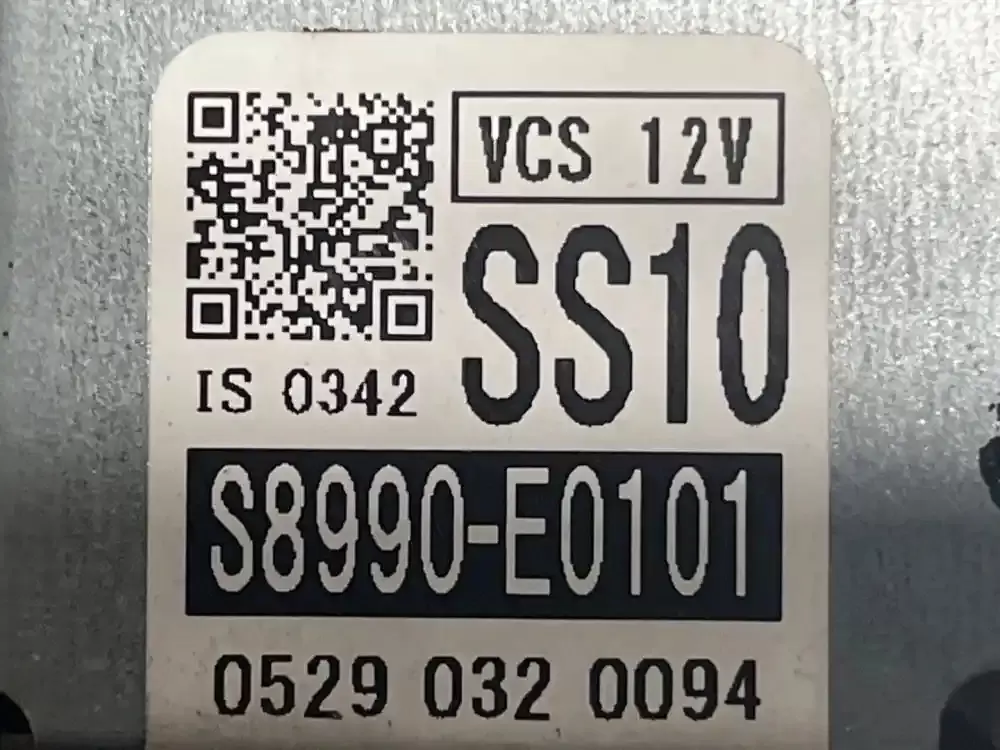 VCS 12V
SS10
IS 0342
S8990-E0101
0529 032 0094